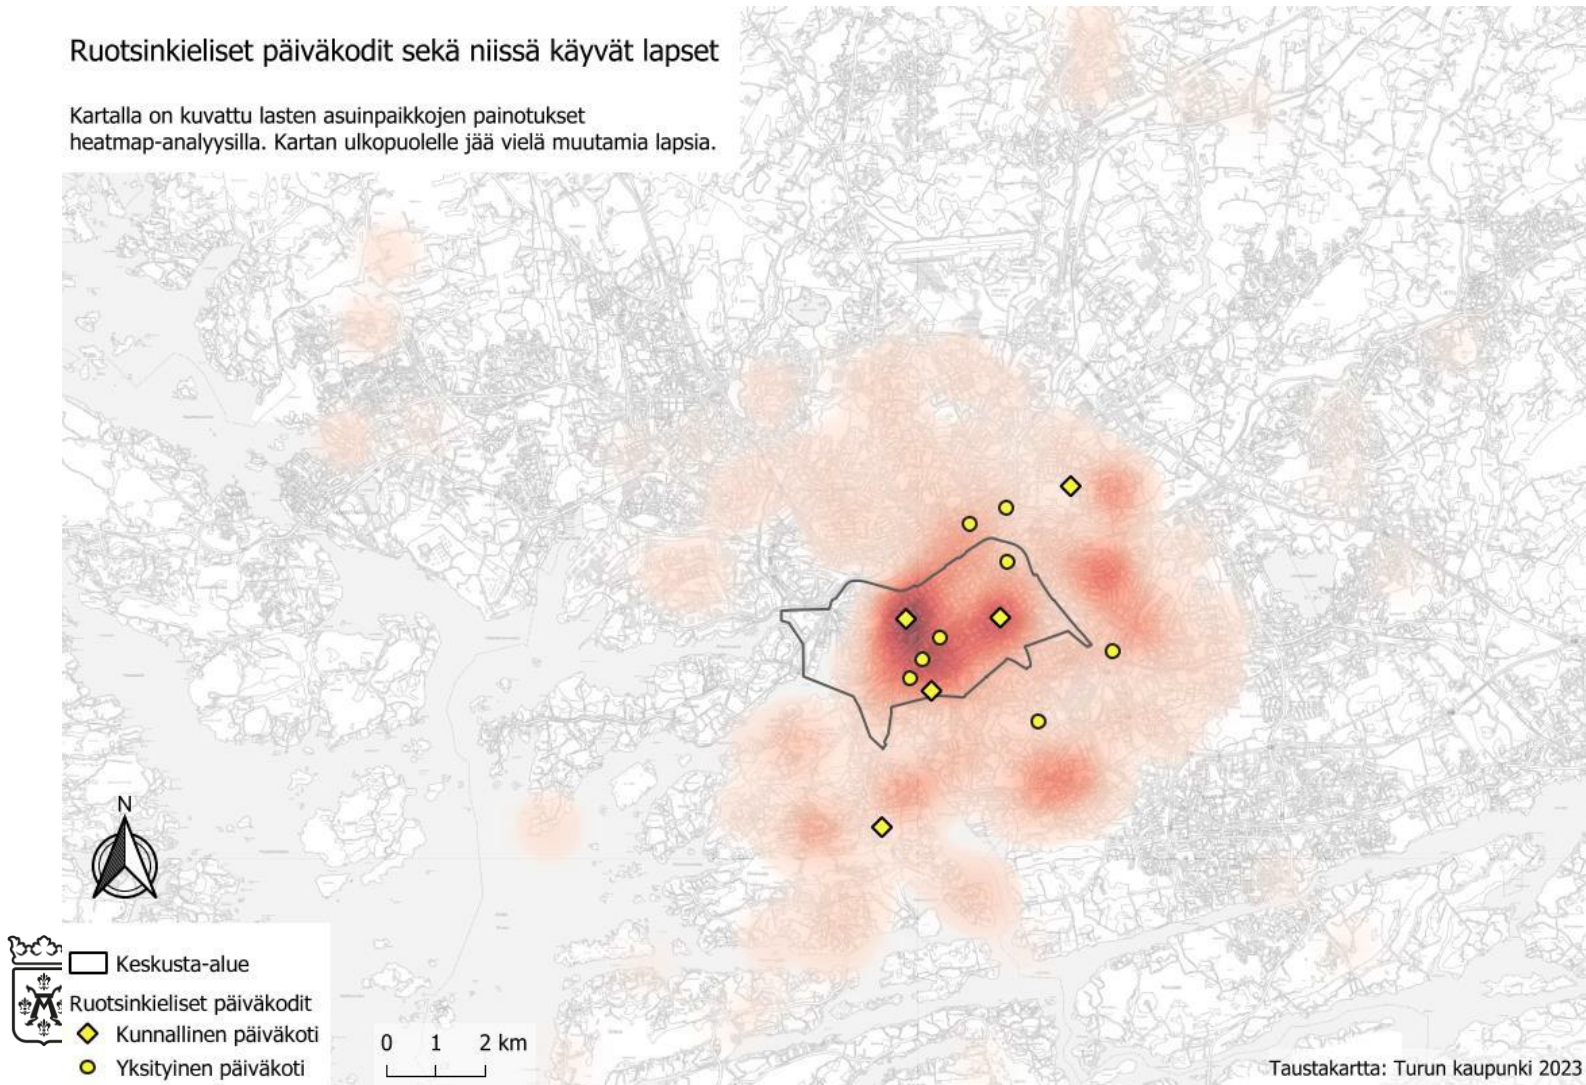 Ruotsinkieliset päiväkodit sekä niissä käyvät lapset
Kartalla on kuvattu lasten asuinpaikkojen painotukset
heatmap-analyysilla. Kartan ulkopuolelle jää vielä muutamia lapsia.
N
Keskusta-alue
Ruotsinkieliset päiväkodit
Kunnallinen päiväkoti
Yksityinen päiväkoti
0 1 2 km
Taustakartta: Turun kaupunki 2023